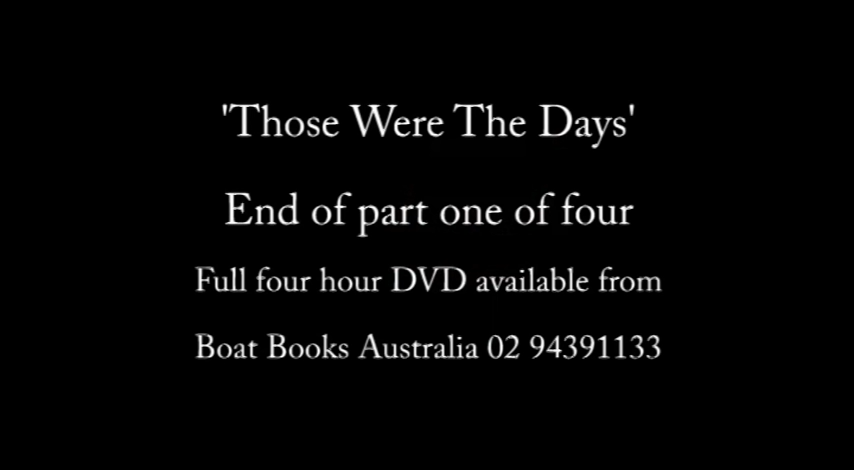 'Those Were The Days'
End of part one of four
Full four hour DVD available from
Boat Books Australia 02 94391133